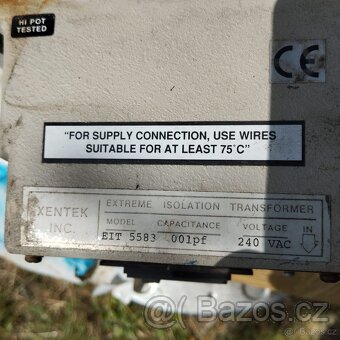 HI POT
TESTED
CE
"FOR SUPPLY CONNECTION, USE WIRES
SUITABLE FOR AT LEAST 75°C"
XENTEK
INC.
EXTREME ISOLATION TRANSFORMER
MODEL CAPACITANCE VOLTAGE IN
EIT 5583 .001pf 240 VAC
Bazos.cz